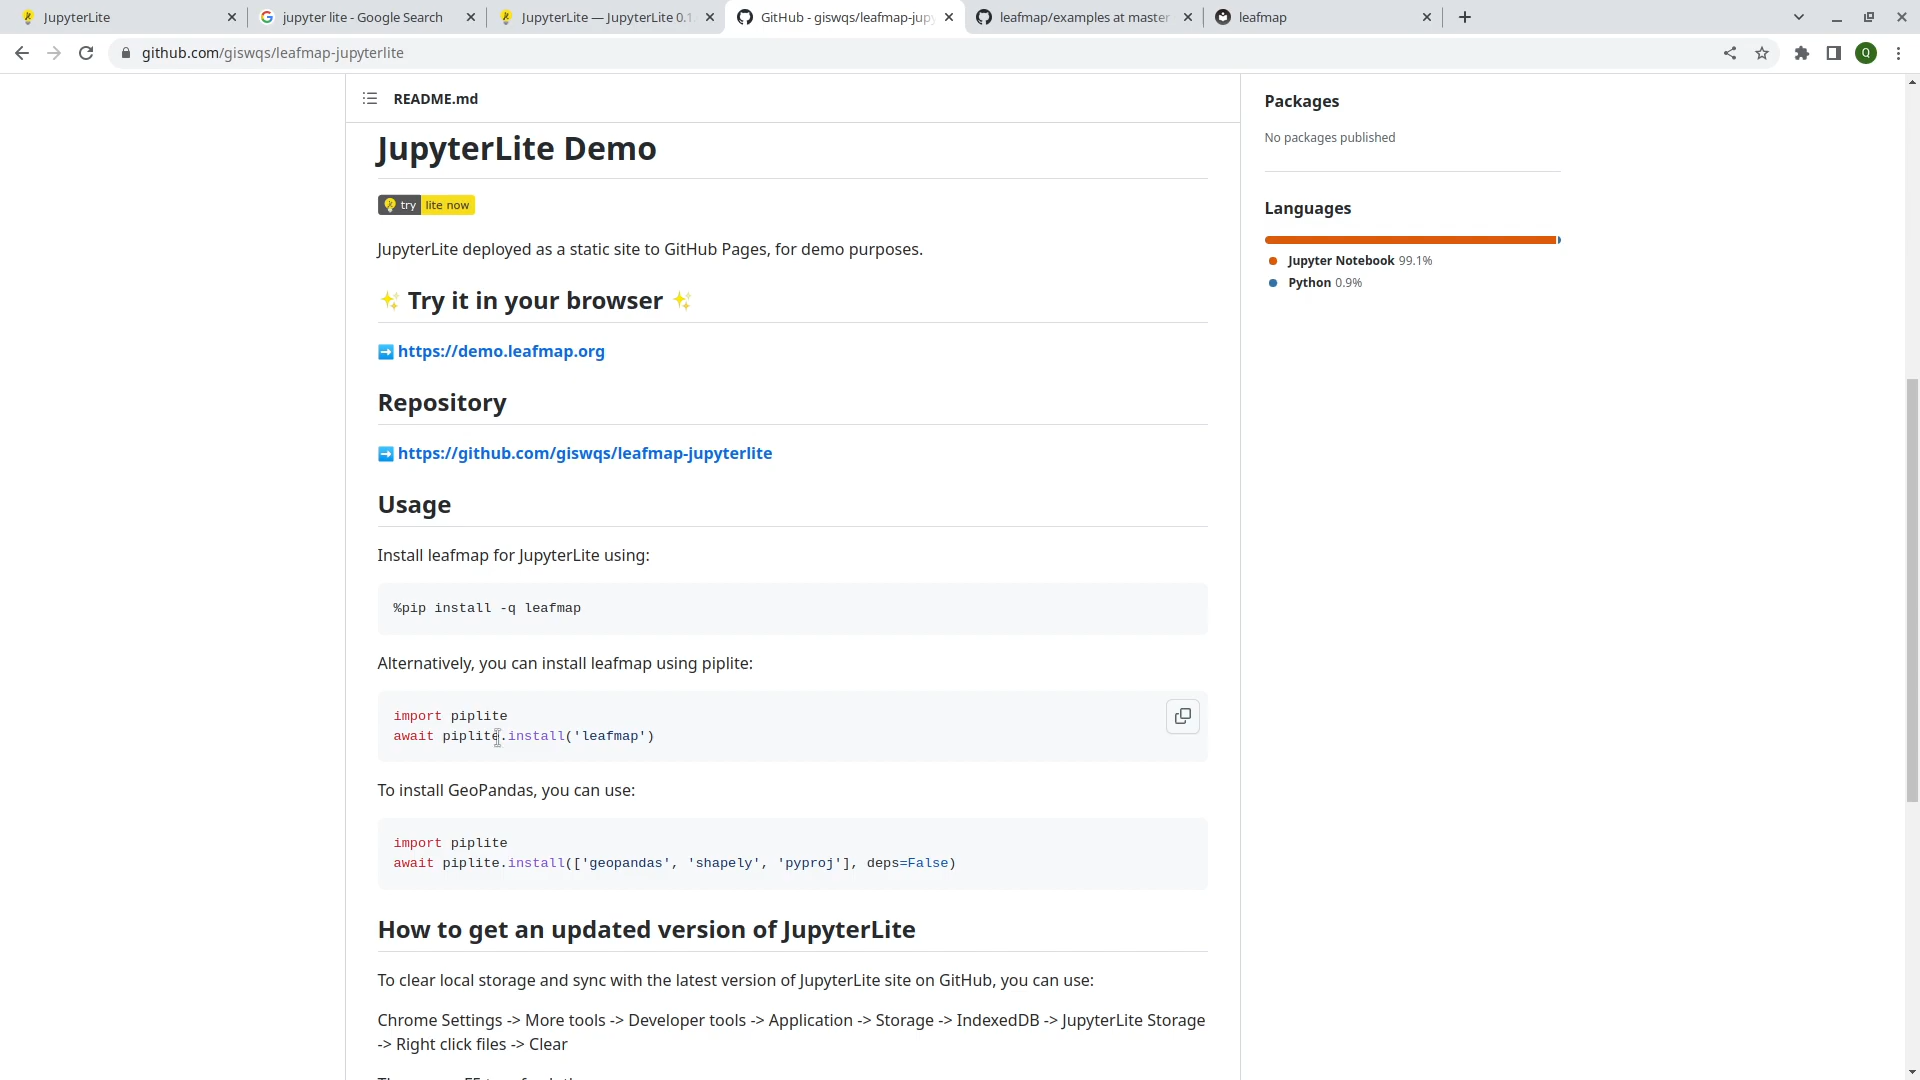 JupyterLite
jupyter lite - Google Search
JupyterLite — JupyterLite 0.1.
GitHub - giswqs/leafmap-jupy
leafmap/examples at master
leafmap
github.com/giswqs/leafmap-jupyterlite
Q
README.md
JupyterLite Demo
try lite now
JupyterLite deployed as a static site to GitHub Pages, for demo purposes.
✨ Try it in your browser ✨
➡️ https://demo.leafmap.org
Repository
➡️ https://github.com/giswqs/leafmap-jupyterlite
Usage
Install leafmap for JupyterLite using:
%pip install -q leafmap
Alternatively, you can install leafmap using piplite:
import piplite
await piplite.install('leafmap')
To install GeoPandas, you can use:
import piplite
await piplite.install(['geopandas', 'shapely', 'pyproj'], deps=False)
How to get an updated version of JupyterLite
To clear local storage and sync with the latest version of JupyterLite site on GitHub, you can use:
Chrome Settings -> More tools -> Developer tools -> Application -> Storage -> IndexedDB -> JupyterLite Storage
-> Right click files -> Clear
Packages
No packages published
Languages
Jupyter Notebook 99.1%
Python 0.9%